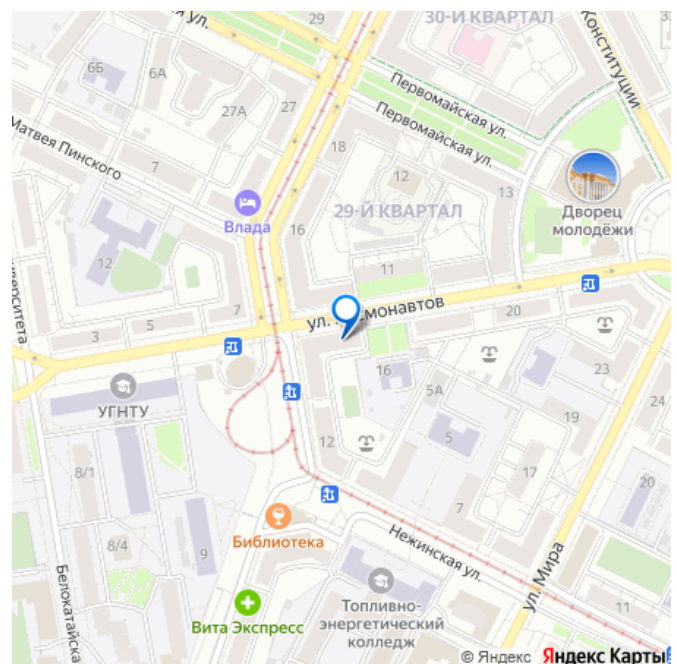 29
30-Й КВАРТАЛ
Конституции
6Б
6А
27А
27
Первомайская ул.
Первомайская ул.
Матвея Пинского
7
18
12
13
Влада
29-Й КВАРТАЛ
Дворец
молодёжи
16
12
11
7
20
3
5
16
5А
23
УГНТУ
19
24
8/1
12
5
17
20
7
8/4
9
Библиотека
Нежинская ул.
ул. Мира
Белокатайска
Топливно-
энергетический
колледж
11
Вита Экспресс
© Яндекс Яндекс Карты